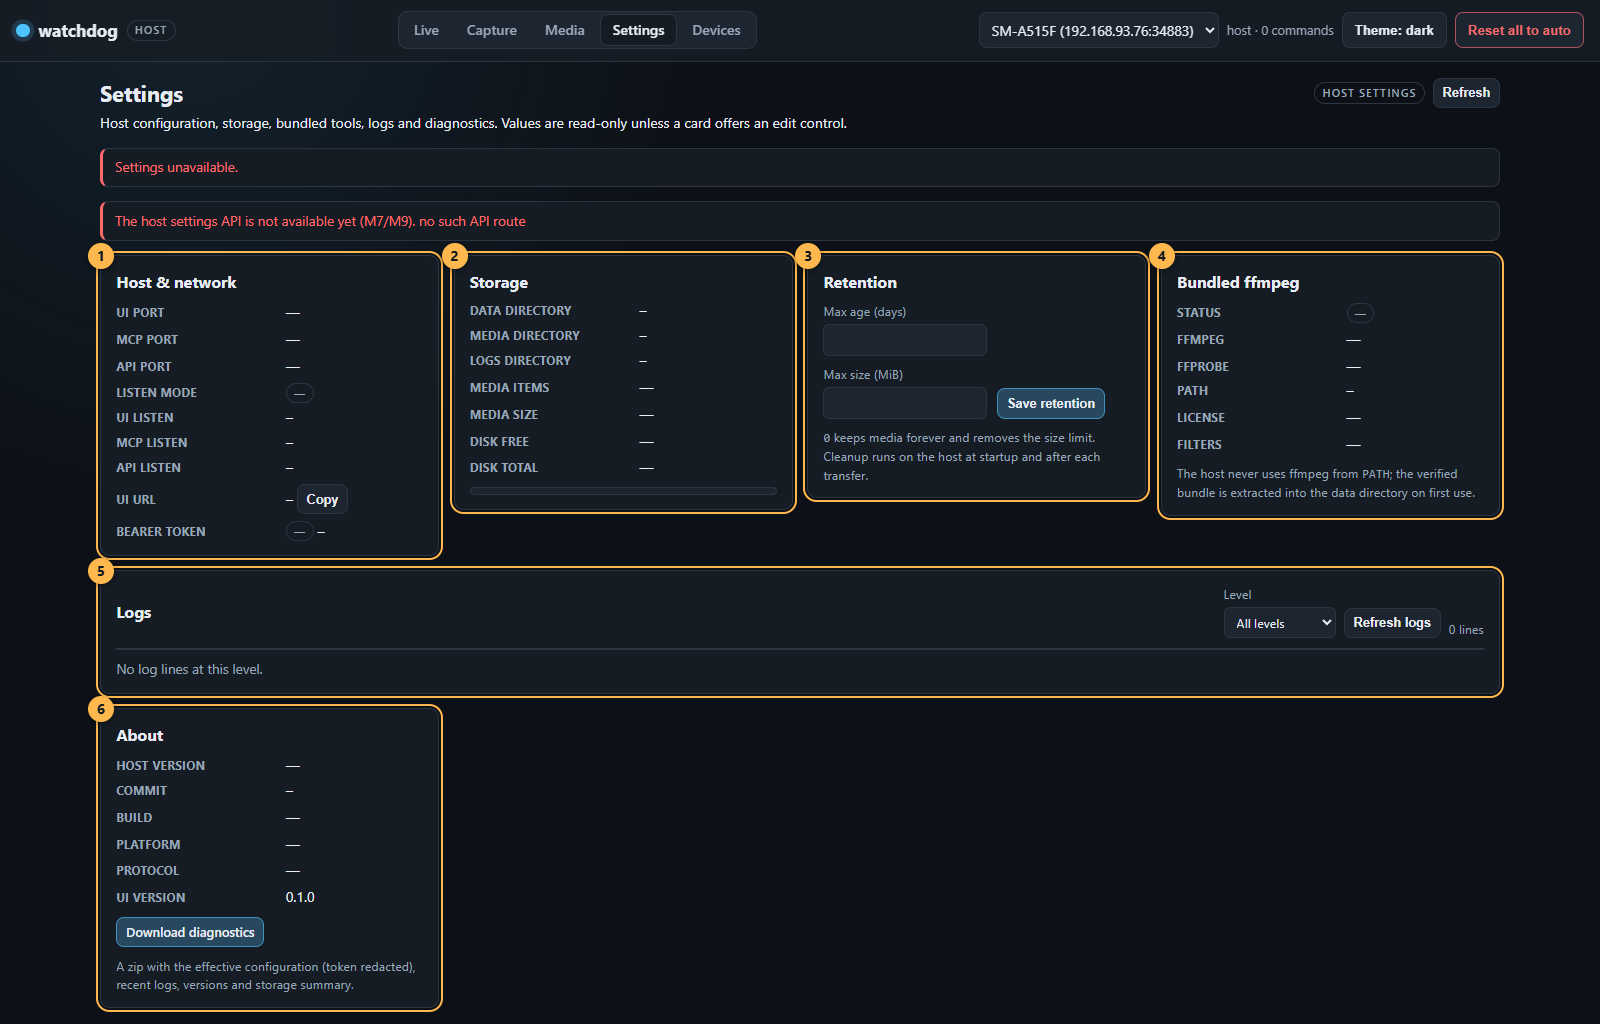 watchdog HOST
Live Capture Media Settings Devices
SM-A515F (192.168.93.76:34883) host · 0 commands Theme: dark Reset all to auto
Settings
HOST SETTINGS Refresh
Host configuration, storage, bundled tools, logs and diagnostics. Values are read-only unless a card offers an edit control.
Settings unavailable.
The host settings API is not available yet (M7/M9). no such API route
1
Host & network
UI PORT —
MCP PORT —
API PORT —
LISTEN MODE —
UI LISTEN –
MCP LISTEN –
API LISTEN –
UI URL – Copy
BEARER TOKEN — –
2
Storage
DATA DIRECTORY –
MEDIA DIRECTORY –
LOGS DIRECTORY –
MEDIA ITEMS —
MEDIA SIZE —
DISK FREE —
DISK TOTAL —
3
Retention
Max age (days)
Max size (MiB)
Save retention
0 keeps media forever and removes the size limit.
Cleanup runs on the host at startup and after each
transfer.
4
Bundled ffmpeg
STATUS —
FFMPEG —
FFPROBE —
PATH –
LICENSE —
FILTERS —
The host never uses ffmpeg from PATH; the verified
bundle is extracted into the data directory on first use.
5
Logs
Level
All levels Refresh logs 0 lines
No log lines at this level.
6
About
HOST VERSION —
COMMIT –
BUILD —
PLATFORM —
PROTOCOL —
UI VERSION 0.1.0
Download diagnostics
A zip with the effective configuration (token redacted),
recent logs, versions and storage summary.